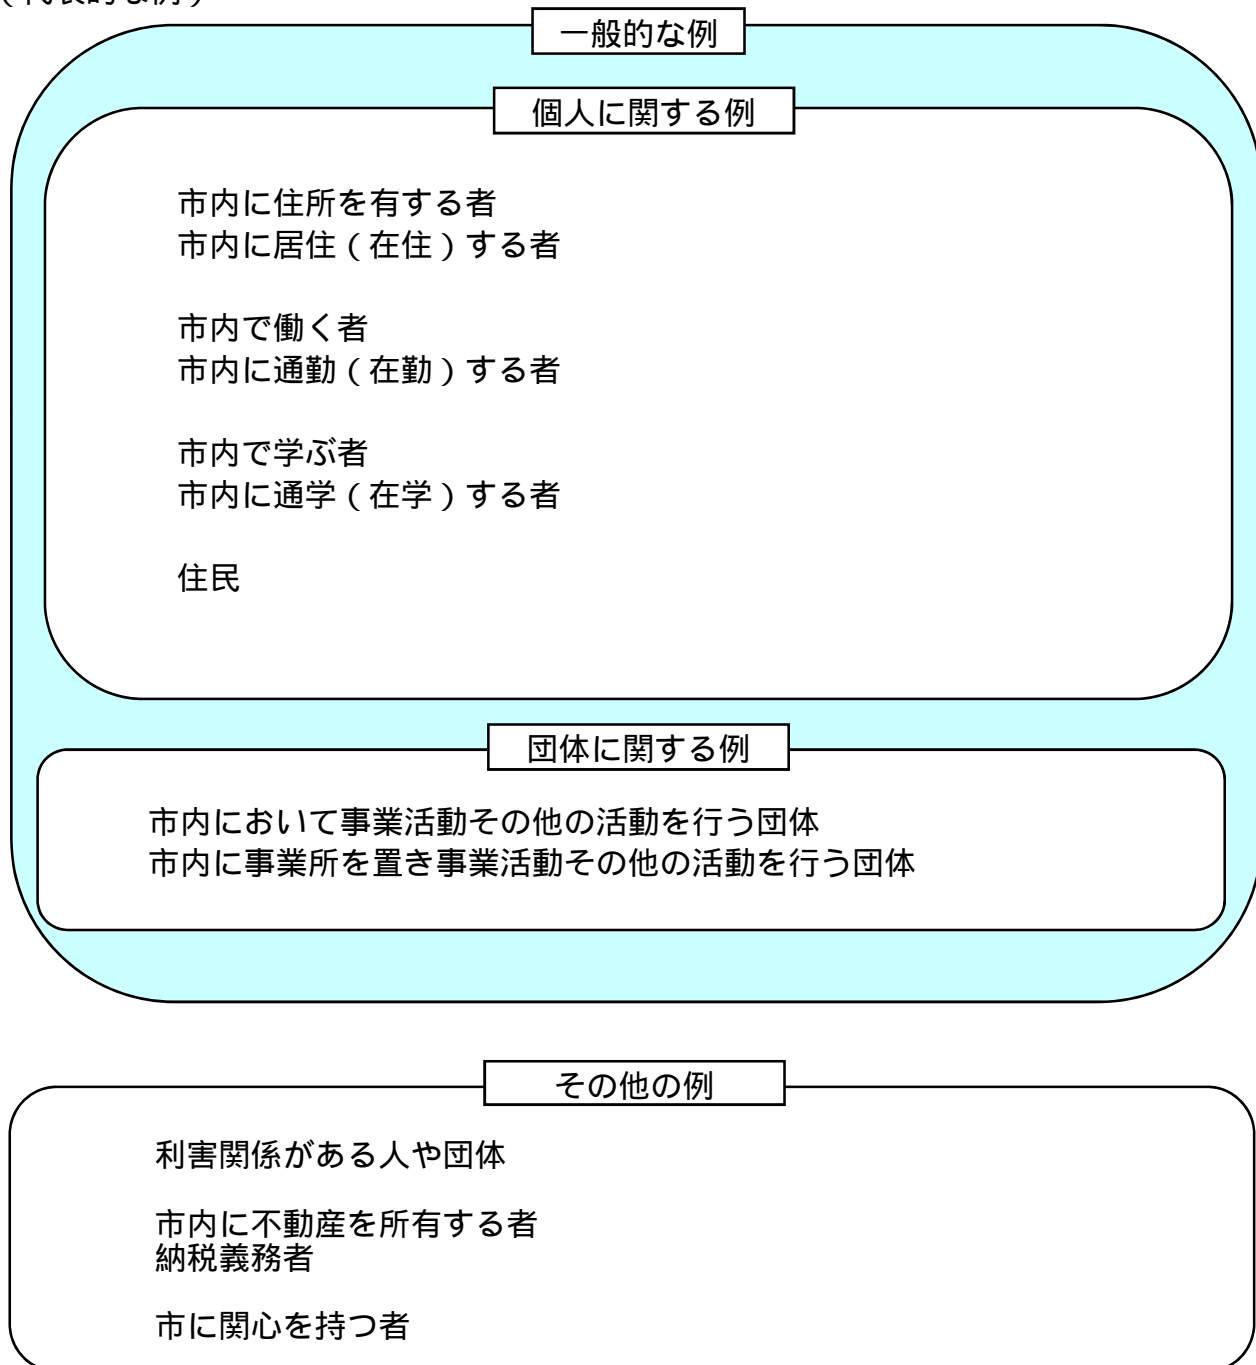 一般的な例
個人に関する例
市内に住所を有する者
市内に居住(在住)する者
市内で働く者
市内に通勤(在勤)する者
市内で学ぶ者
市内に通学(在学)する者
住民
団体に関する例
市内において事業活動その他の活動を行う団体
市内に事業所を置き事業活動その他の活動を行う団体
その他の例
利害関係がある人や団体
市内に不動産を所有する者
納税義務者
市に関心を持つ者